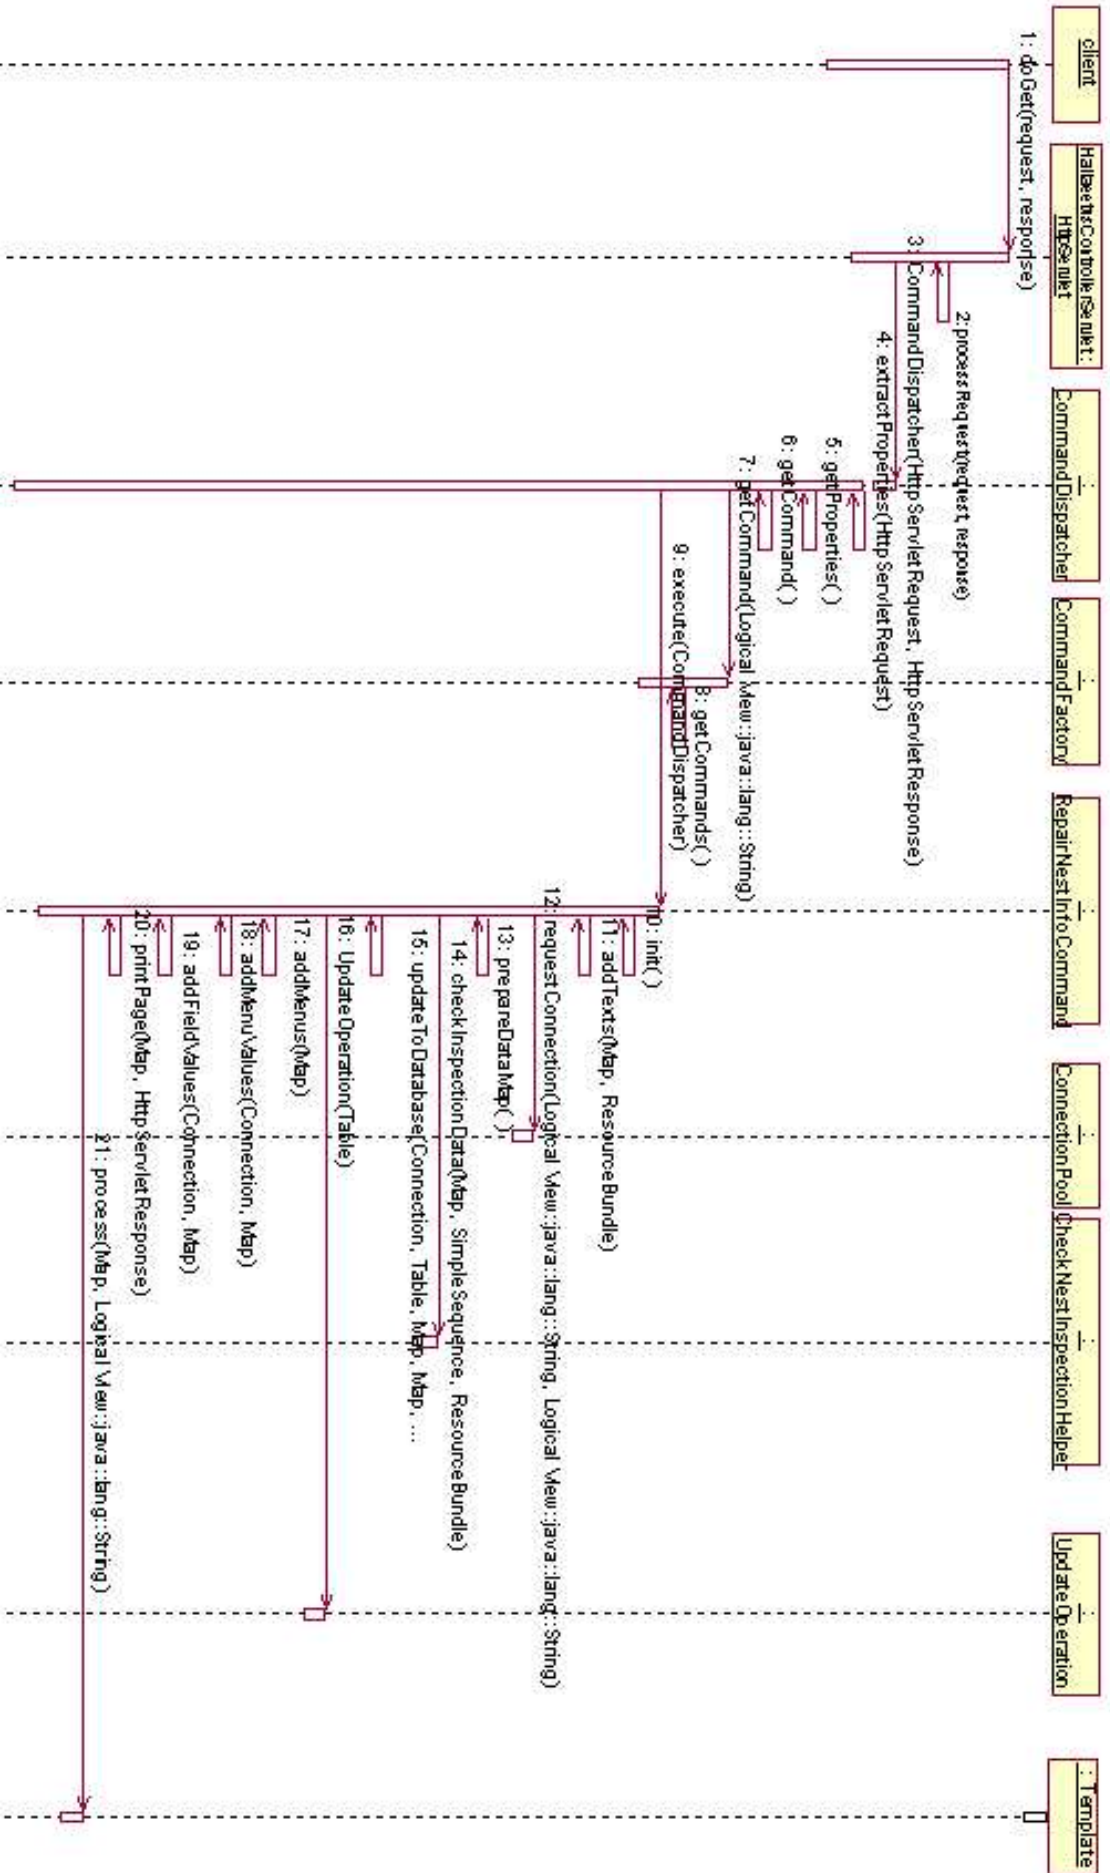 client
HaliaeetusControllerServlet :
HttpServlet
:
CommandDispatcher
:
CommandFactory
:
RepairNestInfoCommand
:
ConnectionPool
:
CheckNestInspectionHelper
:
UpdateOperation
: Template
1: doGet(request, response)
2: processRequest(request, response)
3: CommandDispatcher(HttpServletRequest, HttpServletResponse)
4: extractProperties(HttpServletRequest)
5: getProperties( )
6: getCommand( )
7: getCommand(Logical View::java::lang::String)
8: getCommands( )
9: execute(CommandDispatcher)
10: init( )
11: addTexts(Map, ResourceBundle)
12: requestConnection(Logical View::java::lang::String, Logical View::java::lang::String)
13: prepareDataMap( )
14: checkInspectionData(Map, SimpleSequence, ResourceBundle)
15: updateToDatabase(Connection, Table, Map, Map, ...
16: UpdateOperation(Table)
17: addMenus(Map)
18: addMenuValues(Connection, Map)
19: addFieldValues(Connection, Map)
20: printPage(Map, HttpServletResponse)
21: process(Map, Logical View::java::lang::String)